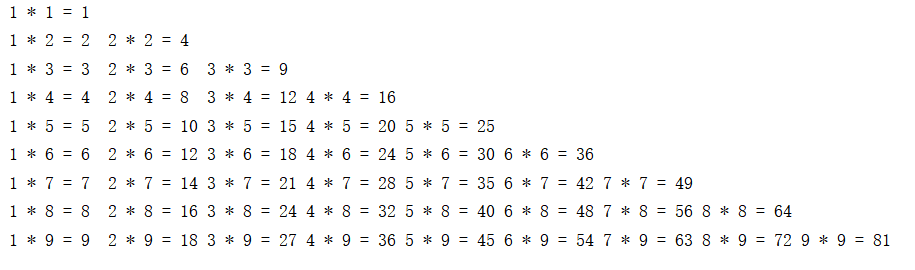 1 * 1 = 1
1 * 2 = 2  2 * 2 = 4
1 * 3 = 3  2 * 3 = 6  3 * 3 = 9
1 * 4 = 4  2 * 4 = 8  3 * 4 = 12 4 * 4 = 16
1 * 5 = 5  2 * 5 = 10 3 * 5 = 15 4 * 5 = 20 5 * 5 = 25
1 * 6 = 6  2 * 6 = 12 3 * 6 = 18 4 * 6 = 24 5 * 6 = 30 6 * 6 = 36
1 * 7 = 7  2 * 7 = 14 3 * 7 = 21 4 * 7 = 28 5 * 7 = 35 6 * 7 = 42 7 * 7 = 49
1 * 8 = 8  2 * 8 = 16 3 * 8 = 24 4 * 8 = 32 5 * 8 = 40 6 * 8 = 48 7 * 8 = 56 8 * 8 = 64
1 * 9 = 9  2 * 9 = 18 3 * 9 = 27 4 * 9 = 36 5 * 9 = 45 6 * 9 = 54 7 * 9 = 63 8 * 9 = 72 9 * 9 = 81